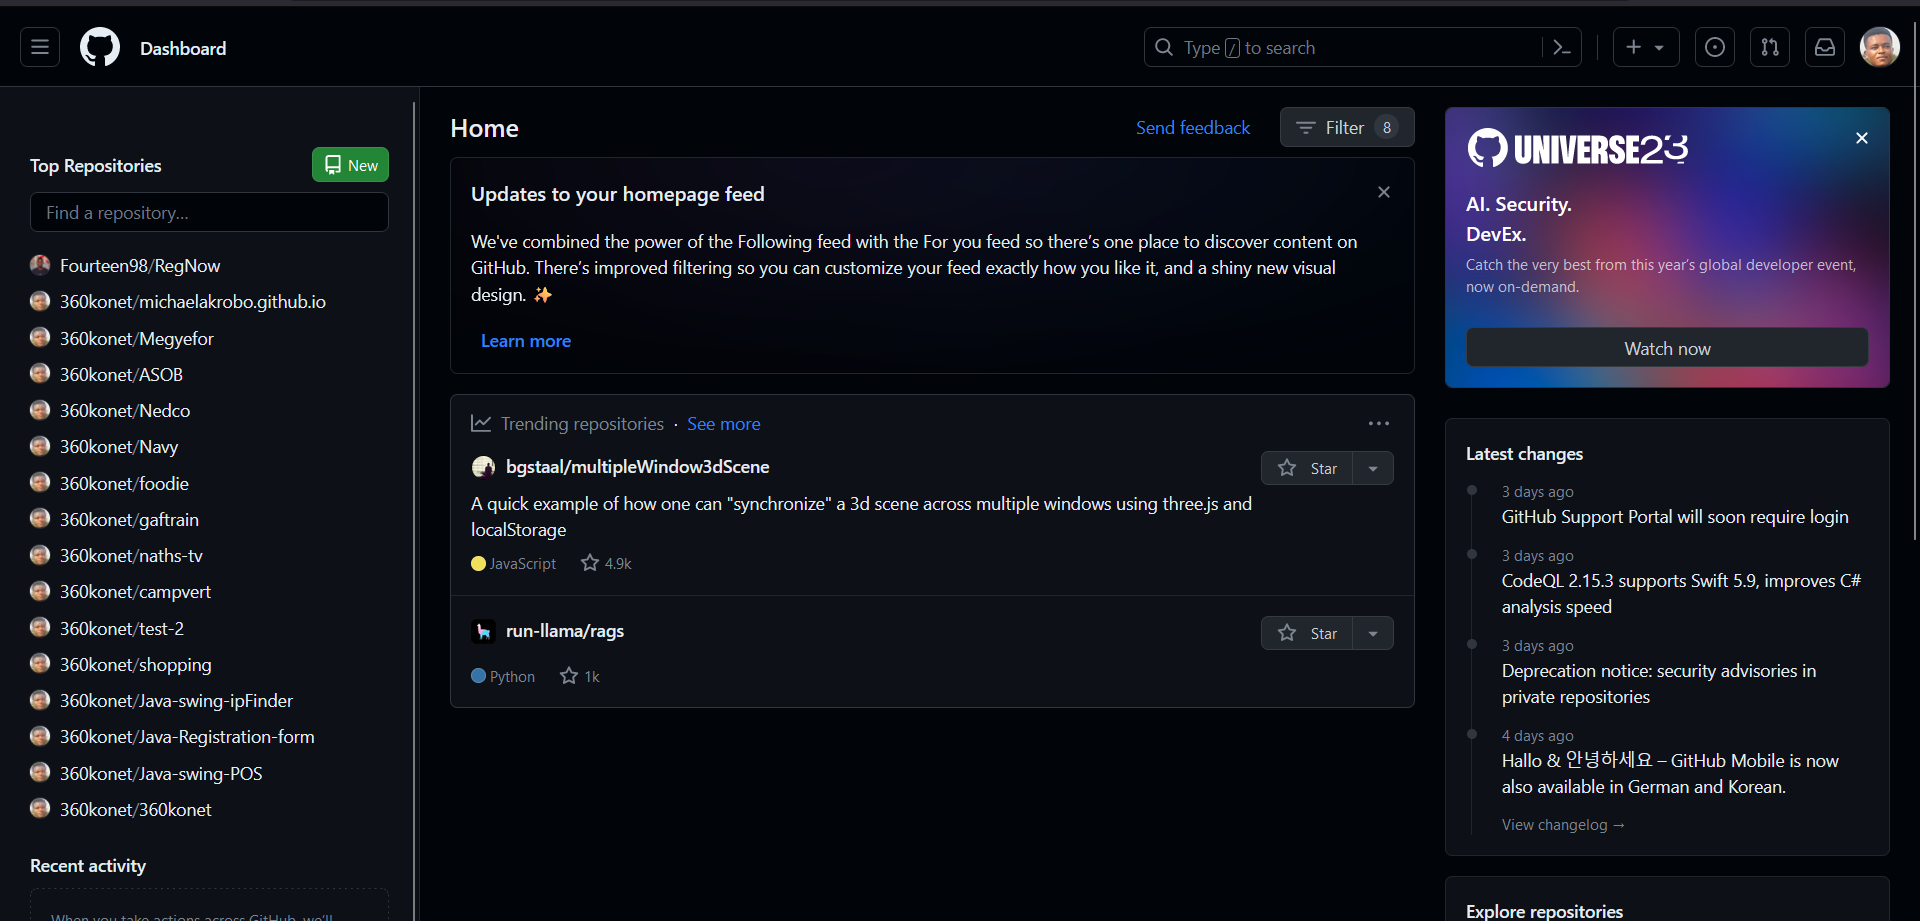 Dashboard
Type / to search
Top Repositories
New
Find a repository...
Fourteen98/RegNow
360konet/michaelakrobo.github.io
360konet/Megyefor
360konet/ASOB
360konet/Nedco
360konet/Navy
360konet/foodie
360konet/gaftrain
360konet/naths-tv
360konet/campvert
360konet/test-2
360konet/shopping
360konet/Java-swing-ipFinder
360konet/Java-Registration-form
360konet/Java-swing-POS
360konet/360konet
Recent activity
When you take actions across GitHub, we'll
Home
Send feedback
Filter 8
Updates to your homepage feed
We've combined the power of the Following feed with the For you feed so there’s one place to discover content on
GitHub. There’s improved filtering so you can customize your feed exactly how you like it, and a shiny new visual
design. ✨
Learn more
Trending repositories · See more
bgstaal/multipleWindow3dScene
Star
A quick example of how one can "synchronize" a 3d scene across multiple windows using three.js and
localStorage
JavaScript 4.9k
run-llama/rags
Star
Python 1k
UNIVERSE23
AI. Security.
DevEx.
Catch the very best from this year’s global developer event,
now on-demand.
Watch now
Latest changes
3 days ago
GitHub Support Portal will soon require login
3 days ago
CodeQL 2.15.3 supports Swift 5.9, improves C#
analysis speed
3 days ago
Deprecation notice: security advisories in
private repositories
4 days ago
Hallo & 안녕하세요 – GitHub Mobile is now
also available in German and Korean.
View changelog →
Explore repositories